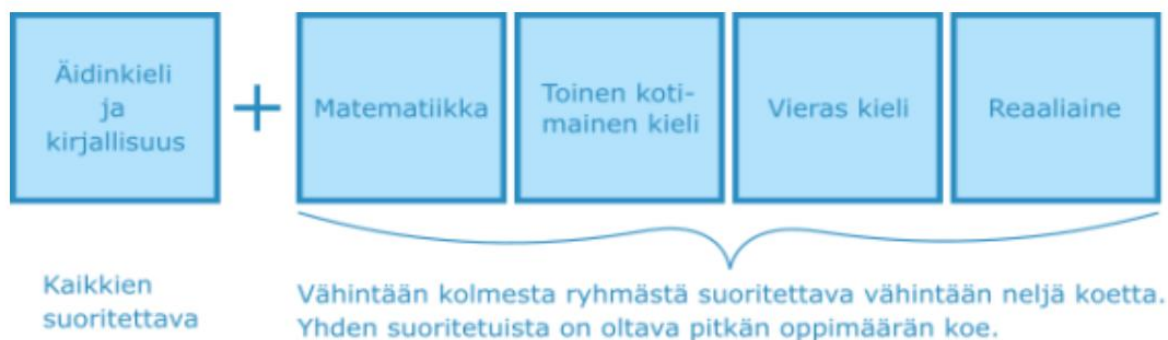 Äidinkieli
ja
kirjallisuus
+
Matematiikka
Toinen koti-
mainen kieli
Vieras kieli
Reaaliaine
Kaikkien
suoritettava
Vähintään kolmesta ryhmästä suoritettava vähintään neljä koetta.
Yhden suoritetuista on oltava pitkän oppimäärän koe.